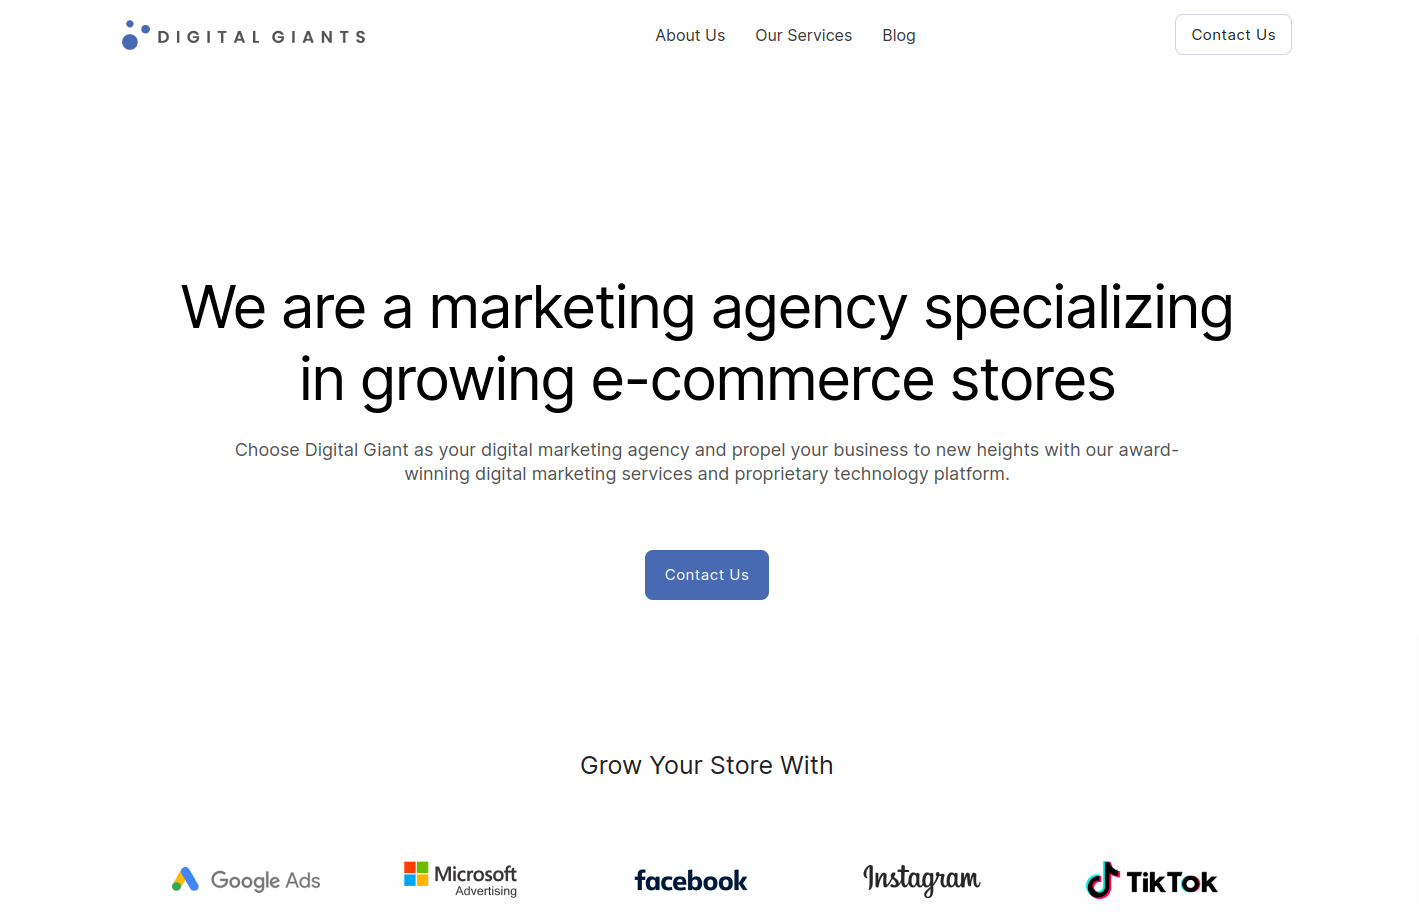 DIGITAL GIANTS
About Us
Our Services
Blog
Contact Us
We are a marketing agency specializing
in growing e-commerce stores
Choose Digital Giant as your digital marketing agency and propel your business to new heights with our award-
winning digital marketing services and proprietary technology platform.
Contact Us
Grow Your Store With
Google Ads
Microsoft
Advertising
facebook
Instagram
TikTok